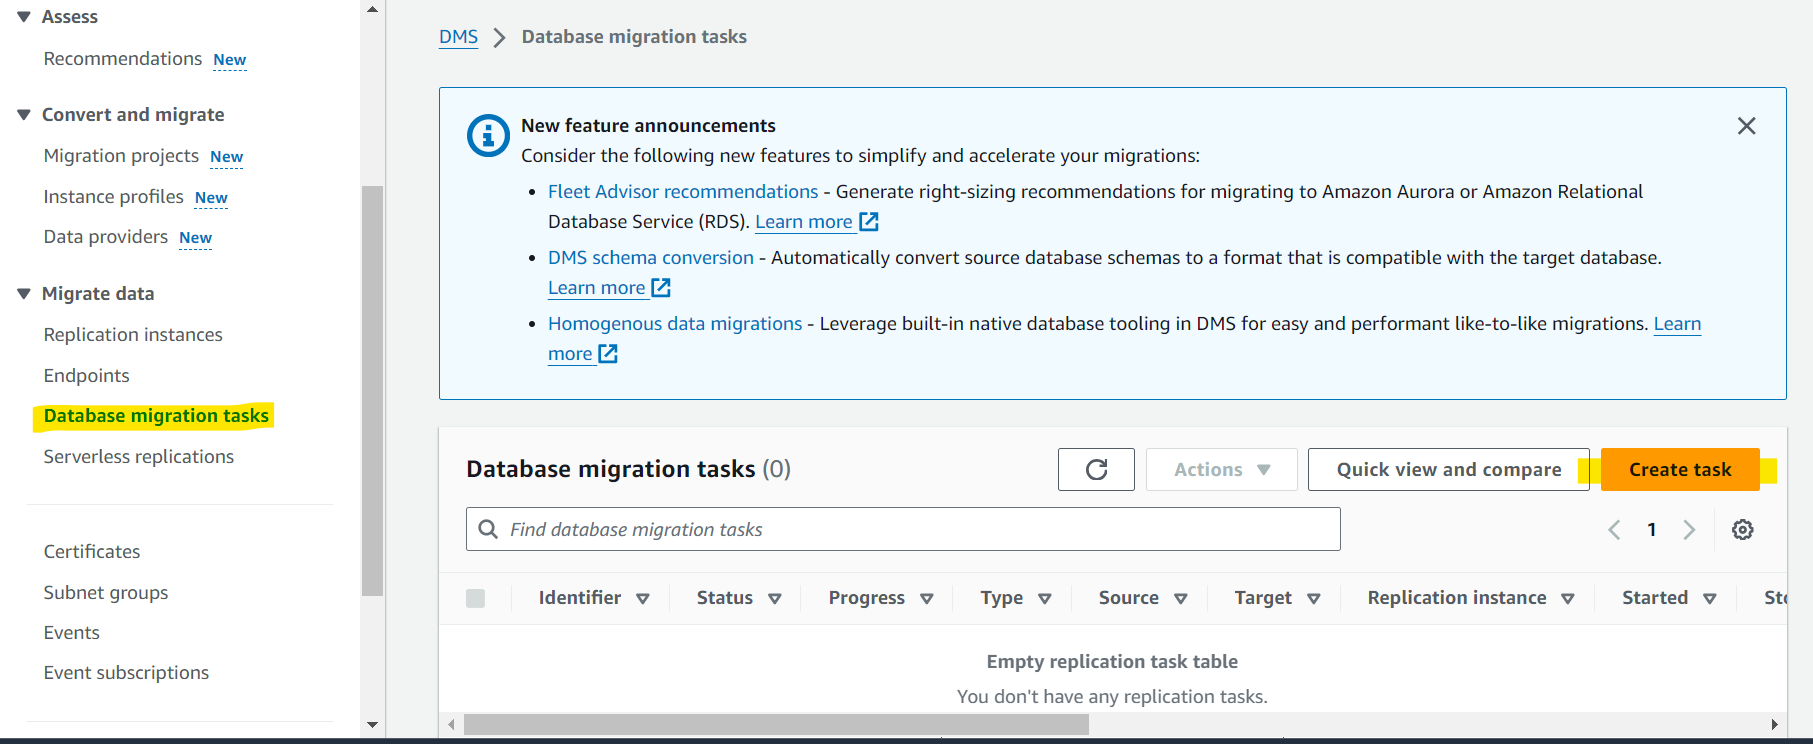 Assess
Recommendations New
Convert and migrate
Migration projects New
Instance profiles New
Data providers New
Migrate data
Replication instances
Endpoints
Database migration tasks
Serverless replications
Certificates
Subnet groups
Events
Event subscriptions
DMS > Database migration tasks
New feature announcements
Consider the following new features to simplify and accelerate your migrations:
• Fleet Advisor recommendations - Generate right-sizing recommendations for migrating to Amazon Aurora or Amazon Relational
Database Service (RDS). Learn more
• DMS schema conversion - Automatically convert source database schemas to a format that is compatible with the target database.
Learn more
• Homogenous data migrations - Leverage built-in native database tooling in DMS for easy and performant like-to-like migrations. Learn
more
Database migration tasks (0) Actions Quick view and compare Create task
Find database migration tasks 1
Identifier Status Progress Type Source Target Replication instance Started
Empty replication task table
You don't have any replication tasks.